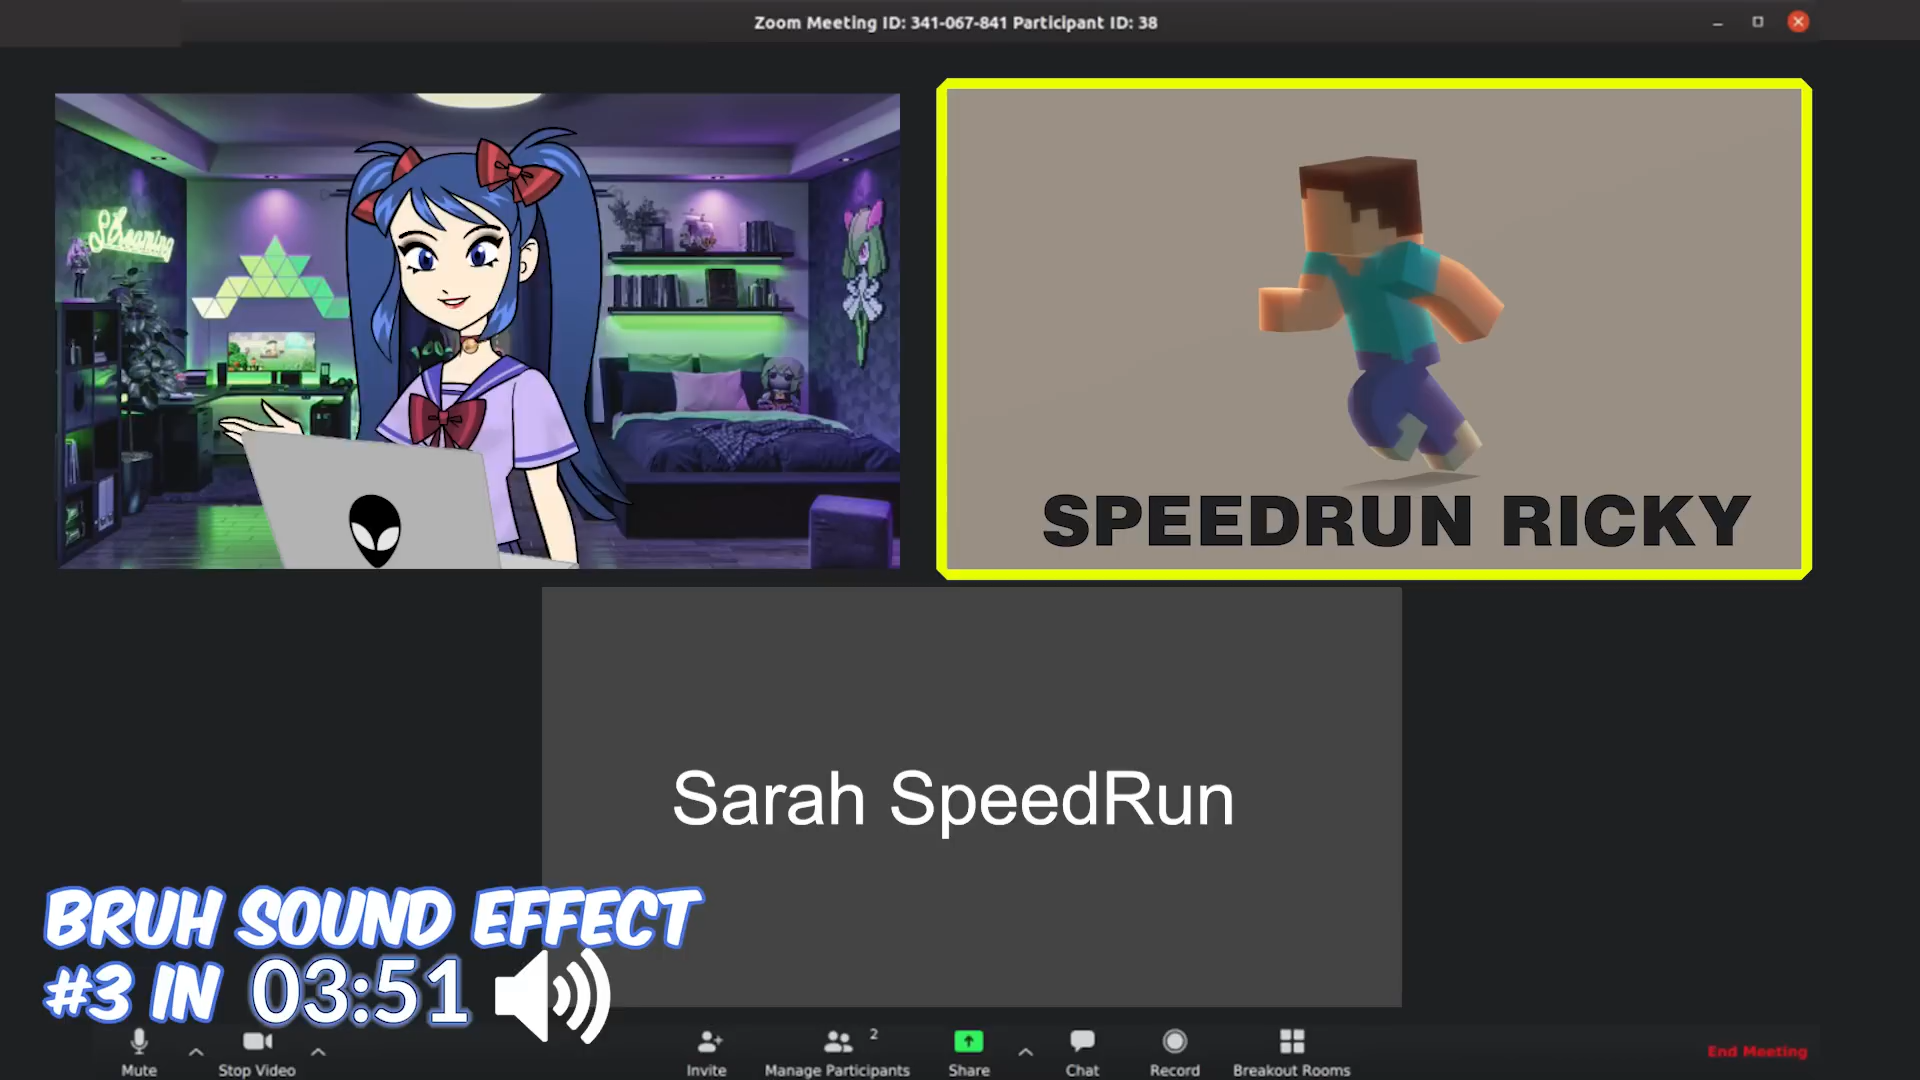 Zoom Meeting ID: 341-067-841 Participant ID: 38
Streaming
SPEEDRUN RICKY
Sarah SpeedRun
BRUH SOUND EFFECT
#3 IN 03:51
2
Mute
Stop Video
Invite
Manage Participants
Share
Chat
Record
Breakout Rooms
End Meeting